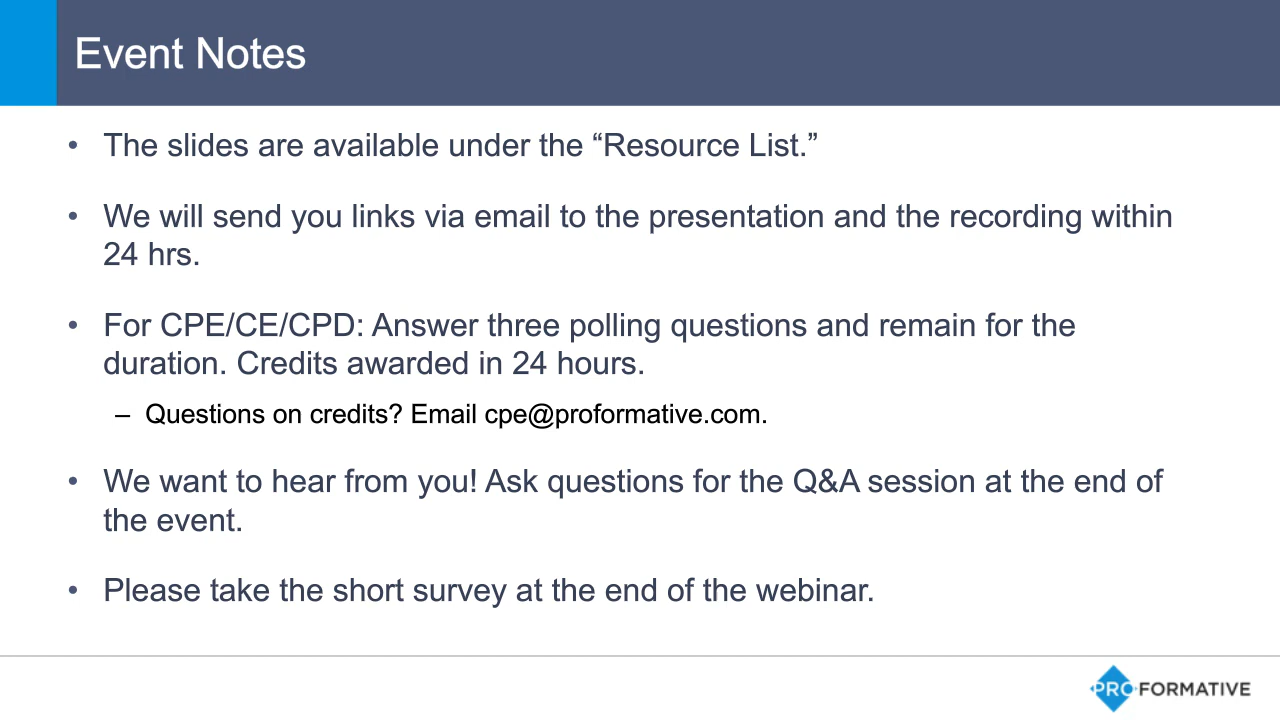 Event Notes
• The slides are available under the “Resource List.”
• We will send you links via email to the presentation and the recording within
24 hrs.
• For CPE/CE/CPD: Answer three polling questions and remain for the
duration. Credits awarded in 24 hours.
– Questions on credits? Email cpe@proformative.com.
• We want to hear from you! Ask questions for the Q&A session at the end of
the event.
• Please take the short survey at the end of the webinar.
PROFORMATIVE